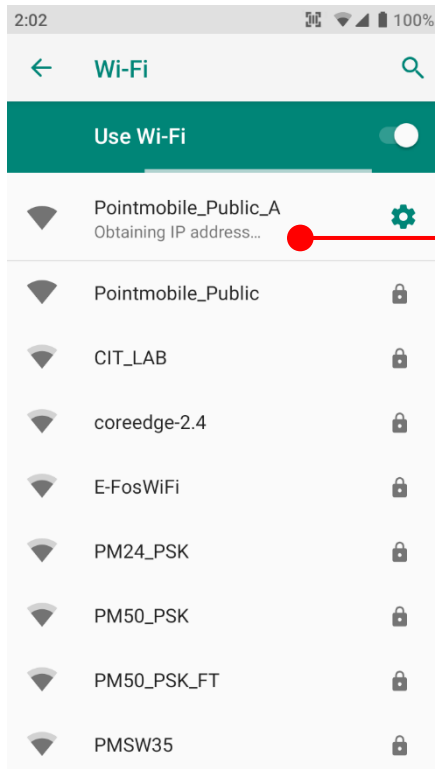 2:02
100%
Wi-Fi
Use Wi-Fi
Pointmobile_Public_A
Obtaining IP address…
Pointmobile_Public
CIT_LAB
coreedge-2.4
E-FosWiFi
PM24_PSK
PM50_PSK
PM50_PSK_FT
PMSW35